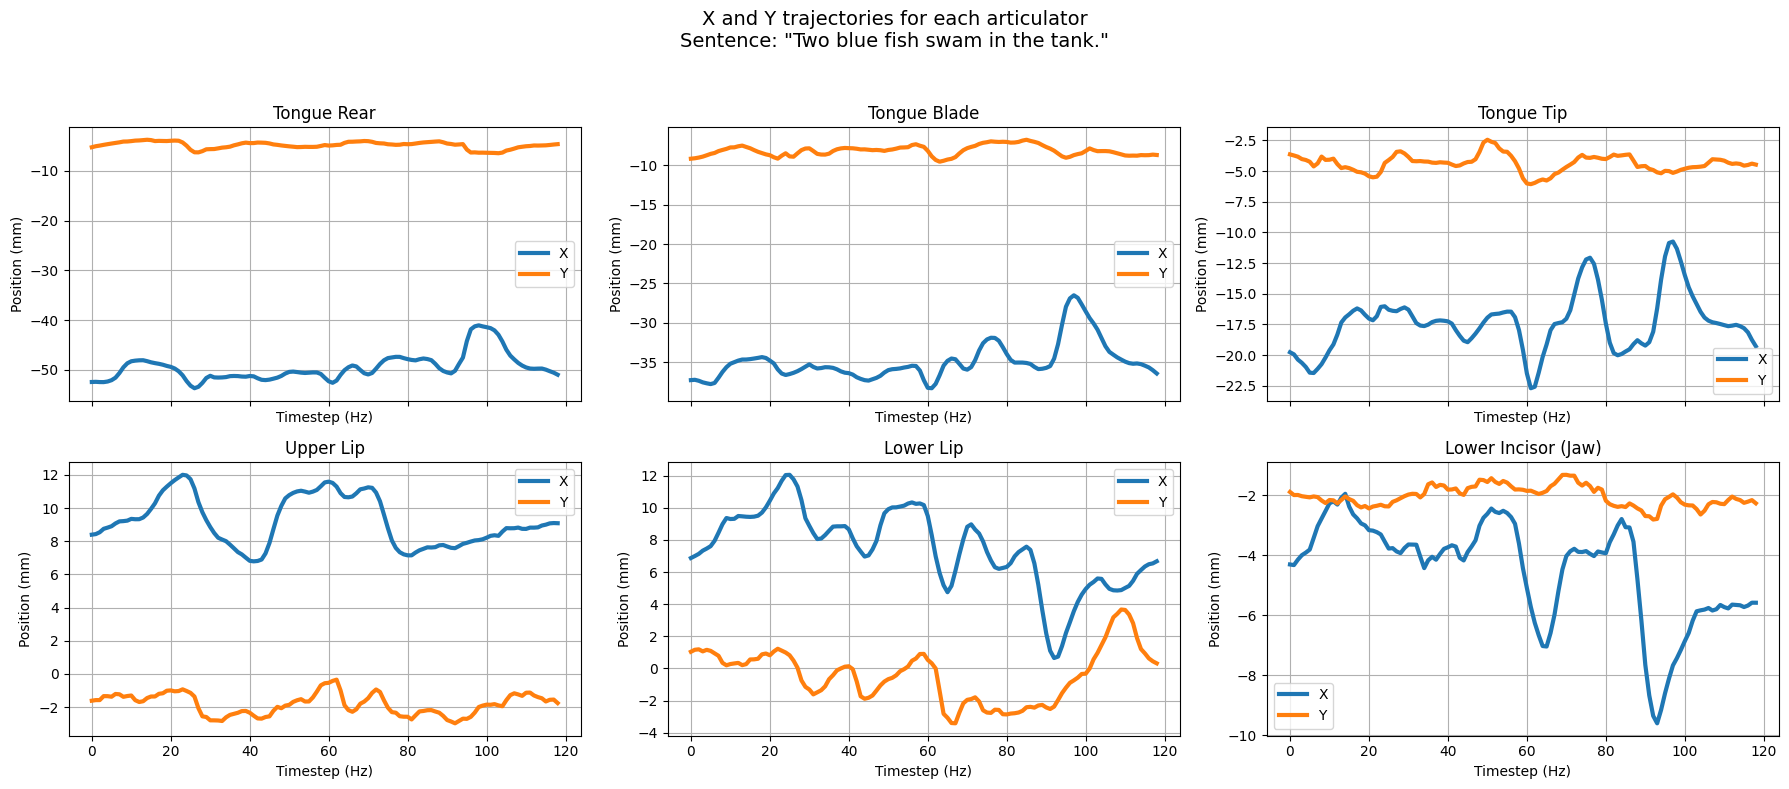 X and Y trajectories for each articulator
Sentence: "Two blue fish swam in the tank."
Tongue Rear
Position (mm)
−10
−20
−30
−40
−50
X
Y
Timestep (Hz)
Tongue Blade
Position (mm)
−10
−15
−20
−25
−30
−35
X
Y
Timestep (Hz)
Tongue Tip
Position (mm)
−2.5
−5.0
−7.5
−10.0
−12.5
−15.0
−17.5
−20.0
−22.5
X
Y
Timestep (Hz)
Upper Lip
Position (mm)
12
10
8
6
4
2
0
−2
X
Y
0 20 40 60 80 100 120
Timestep (Hz)
Lower Lip
Position (mm)
12
10
8
6
4
2
0
−2
−4
X
Y
0 20 40 60 80 100 120
Timestep (Hz)
Lower Incisor (Jaw)
Position (mm)
−2
−4
−6
−8
−10
X
Y
0 20 40 60 80 100 120
Timestep (Hz)